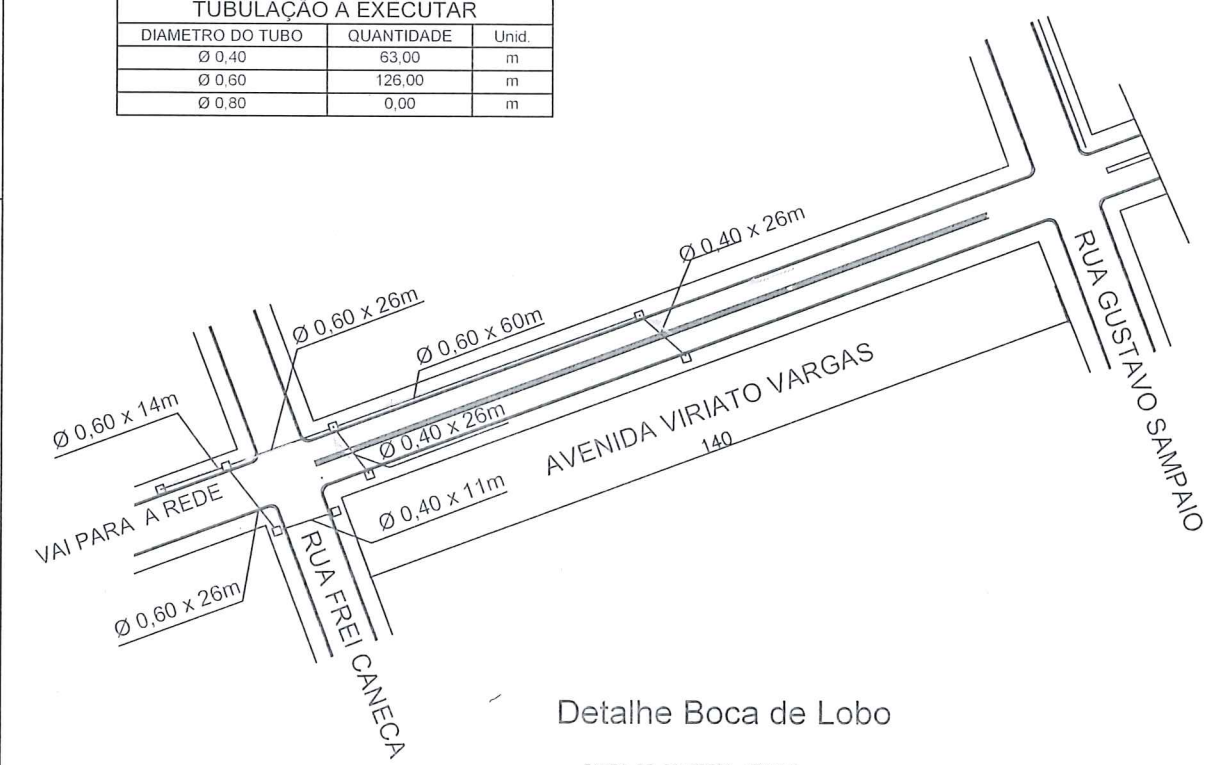 TUBULAÇÃO A EXECUTAR
DIAMETRO DO TUBO QUANTIDADE Unid.
Ø 0,40 63,00 m
Ø 0,60 126,00 m
Ø 0,80 0,00 m
Ø 0,40 x 26m
Ø 0,60 x 26m
Ø 0,60 x 60m
Ø 0,60 x 14m
Ø 0,40 x 26m
Ø 0,40 x 11m
Ø 0,60 x 26m
AVENIDA VIRIATO VARGAS
140
VAI PARA A REDE
RUA FREI CANECA
RUA GUSTAVO SAMPAIO
Detalhe Boca de Lobo